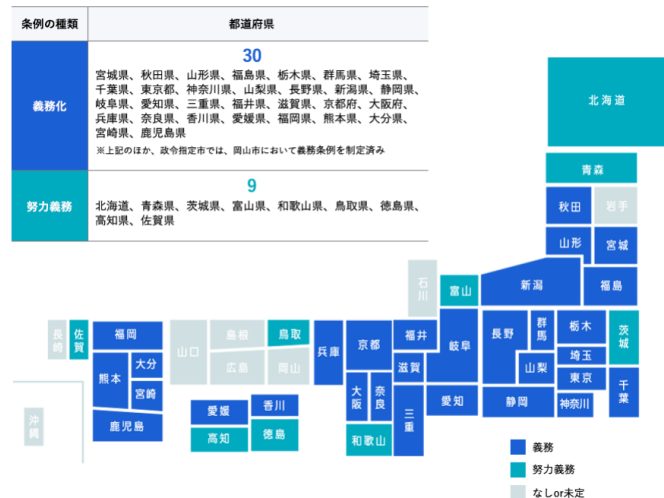 条例の種類
都道府県
義務化
30
宮城県、秋田県、山形県、福島県、栃木県、群馬県、埼玉県、
千葉県、東京都、神奈川県、山梨県、長野県、新潟県、静岡県、
岐阜県、愛知県、三重県、福井県、滋賀県、京都府、大阪府、
兵庫県、奈良県、香川県、愛媛県、福岡県、熊本県、大分県、
宮崎県、鹿児島県
※上記のほか、政令指定市では、岡山市において義務条例を制定済み
努力義務
9
北海道、青森県、茨城県、富山県、和歌山県、鳥取県、徳島県、
高知県、佐賀県
北海道
青森
秋田
岩手
山形
宮城
新潟
福島
石川
富山
長崎
佐賀
福岡
山口
島根
鳥取
兵庫
京都
福井
岐阜
長野
群馬
栃木
茨城
熊本
大分
広島
岡山
滋賀
山梨
埼玉
東京
宮崎
大阪
奈良
千葉
沖縄
鹿児島
愛媛
香川
三重
愛知
静岡
神奈川
高知
徳島
和歌山
義務
努力義務
なしor未定